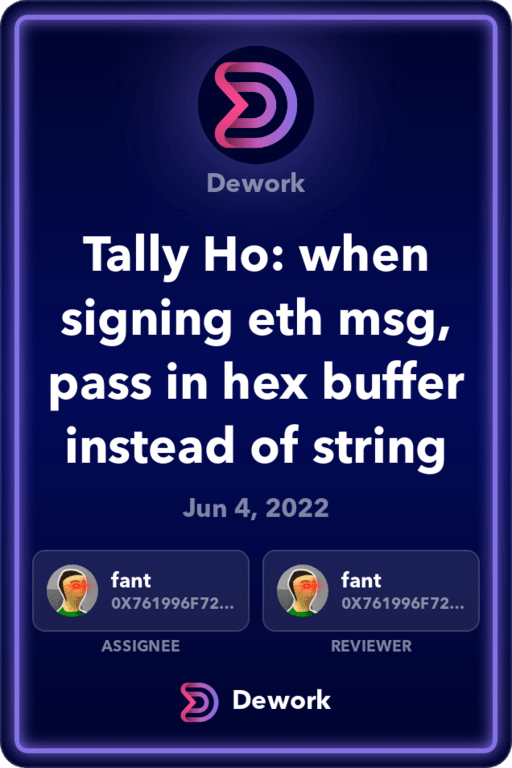 Dework
Tally Ho: when
signing eth msg,
pass in hex buffer
instead of string
Jun 4, 2022
fant
0X761996F72...
ASSIGNEE
fant
0X761996F72...
REVIEWER
Dework